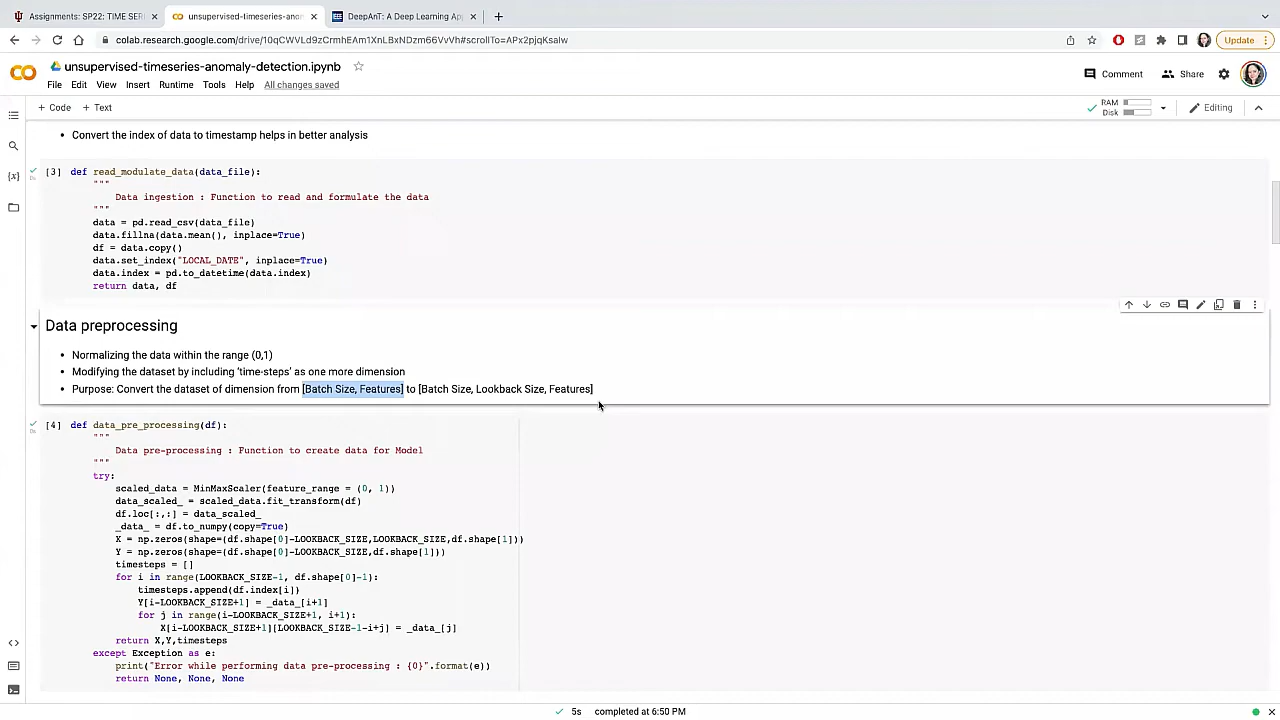 Assignments: SP22: TIME SERI
unsupervised-timeseries-anom
DeepAnT: A Deep Learning App
colab.research.google.com/drive/10qCWVLd9zCrmhEAm1XnLBxNDzm66VvVh#scrollTo=APx2pjqKsalw
Update
CO
unsupervised-timeseries-anomaly-detection.ipynb
File Edit View Insert Runtime Tools Help All changes saved
Comment
Share
+ Code + Text
RAM
Disk
Editing
• Convert the index of data to timestamp helps in better analysis
[3] def read_modulate_data(data_file):
"""
Data ingestion : Function to read and formulate the data
"""
data = pd.read_csv(data_file)
data.fillna(data.mean(), inplace=True)
df = data.copy()
data.set_index("LOCAL_DATE", inplace=True)
data.index = pd.to_datetime(data.index)
return data, df
Data preprocessing
• Normalizing the data within the range (0,1)
• Modifying the dataset by including 'time-steps' as one more dimension
• Purpose: Convert the dataset of dimension from [Batch Size, Features] to [Batch Size, Lookback Size, Features]
[4] def data_pre_processing(df):
"""
Data pre-processing : Function to create data for Model
"""
try:
scaled_data = MinMaxScaler(feature_range = (0, 1))
data_scaled_ = scaled_data.fit_transform(df)
df.loc[:,:] = data_scaled_
_data_ = df.to_numpy(copy=True)
X = np.zeros(shape=(df.shape[0]-LOOKBACK_SIZE,LOOKBACK_SIZE,df.shape[1]))
Y = np.zeros(shape=(df.shape[0]-LOOKBACK_SIZE,df.shape[1]))
timesteps = []
for i in range(LOOKBACK_SIZE-1, df.shape[0]-1):
timesteps.append(df.index[i])
Y[i-LOOKBACK_SIZE+1] = _data_[i+1]
for j in range(i-LOOKBACK_SIZE+1, i+1):
X[i-LOOKBACK_SIZE+1][LOOKBACK_SIZE-1-i+j] = _data_[j]
return X,Y,timesteps
except Exception as e:
print("Error while performing data pre-processing : {0}".format(e))
return None, None, None
5s completed at 6:50 PM